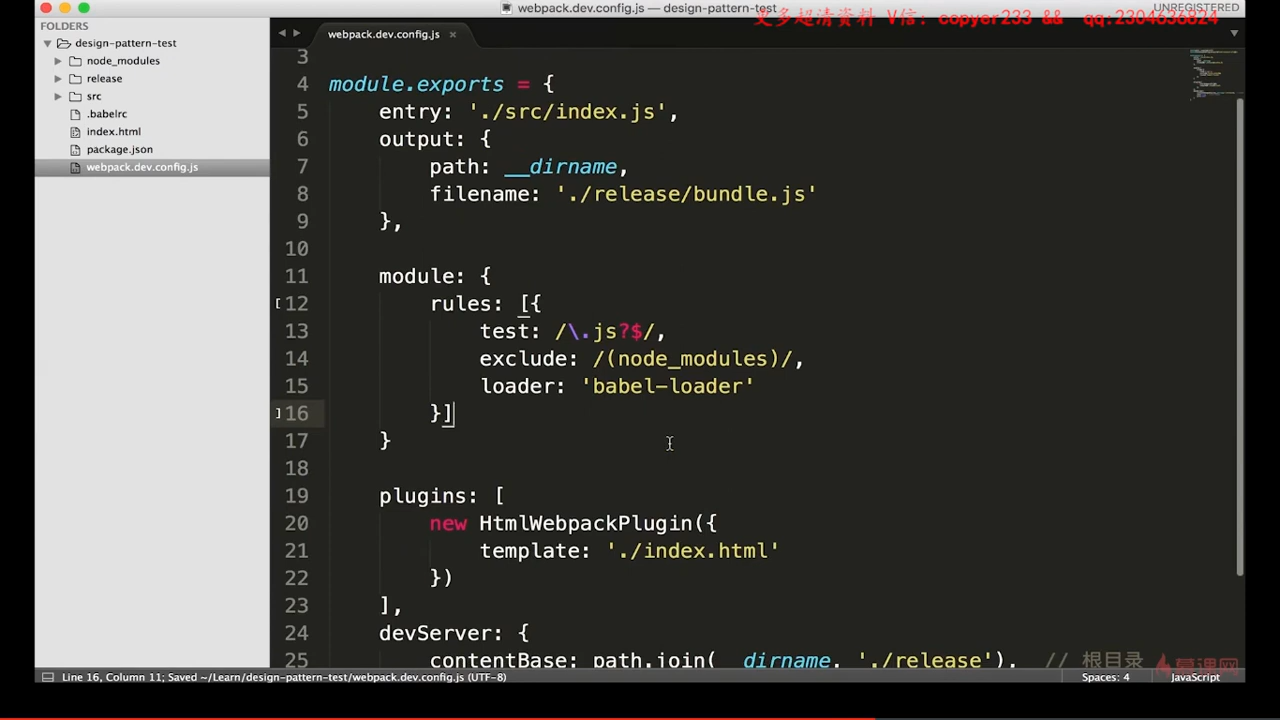 webpack.dev.config.js — design-pattern-test
UNREGISTERED
更多超清資料 V信: copyer233 && qq:2304636824
FOLDERS
design-pattern-test
node_modules
release
src
.babelrc
index.html
package.json
webpack.dev.config.js
webpack.dev.config.js ×
3
4 module.exports = {
5 entry: './src/index.js',
6 output: {
7 path: __dirname,
8 filename: './release/bundle.js'
9 },
10
11 module: {
12 rules: [{
13 test: /\.js?$/,
14 exclude: /(node_modules)/,
15 loader: 'babel-loader'
16 }]
17 }
18
19 plugins: [
20 new HtmlWebpackPlugin({
21 template: './index.html'
22 })
23 ],
24 devServer: {
25 contentBase: path.join(__dirname, './release'), // 根目录
慕课网
Line 16, Column 11; Saved ~/Learn/design-pattern-test/webpack.dev.config.js (UTF-8)
Spaces: 4
JavaScript